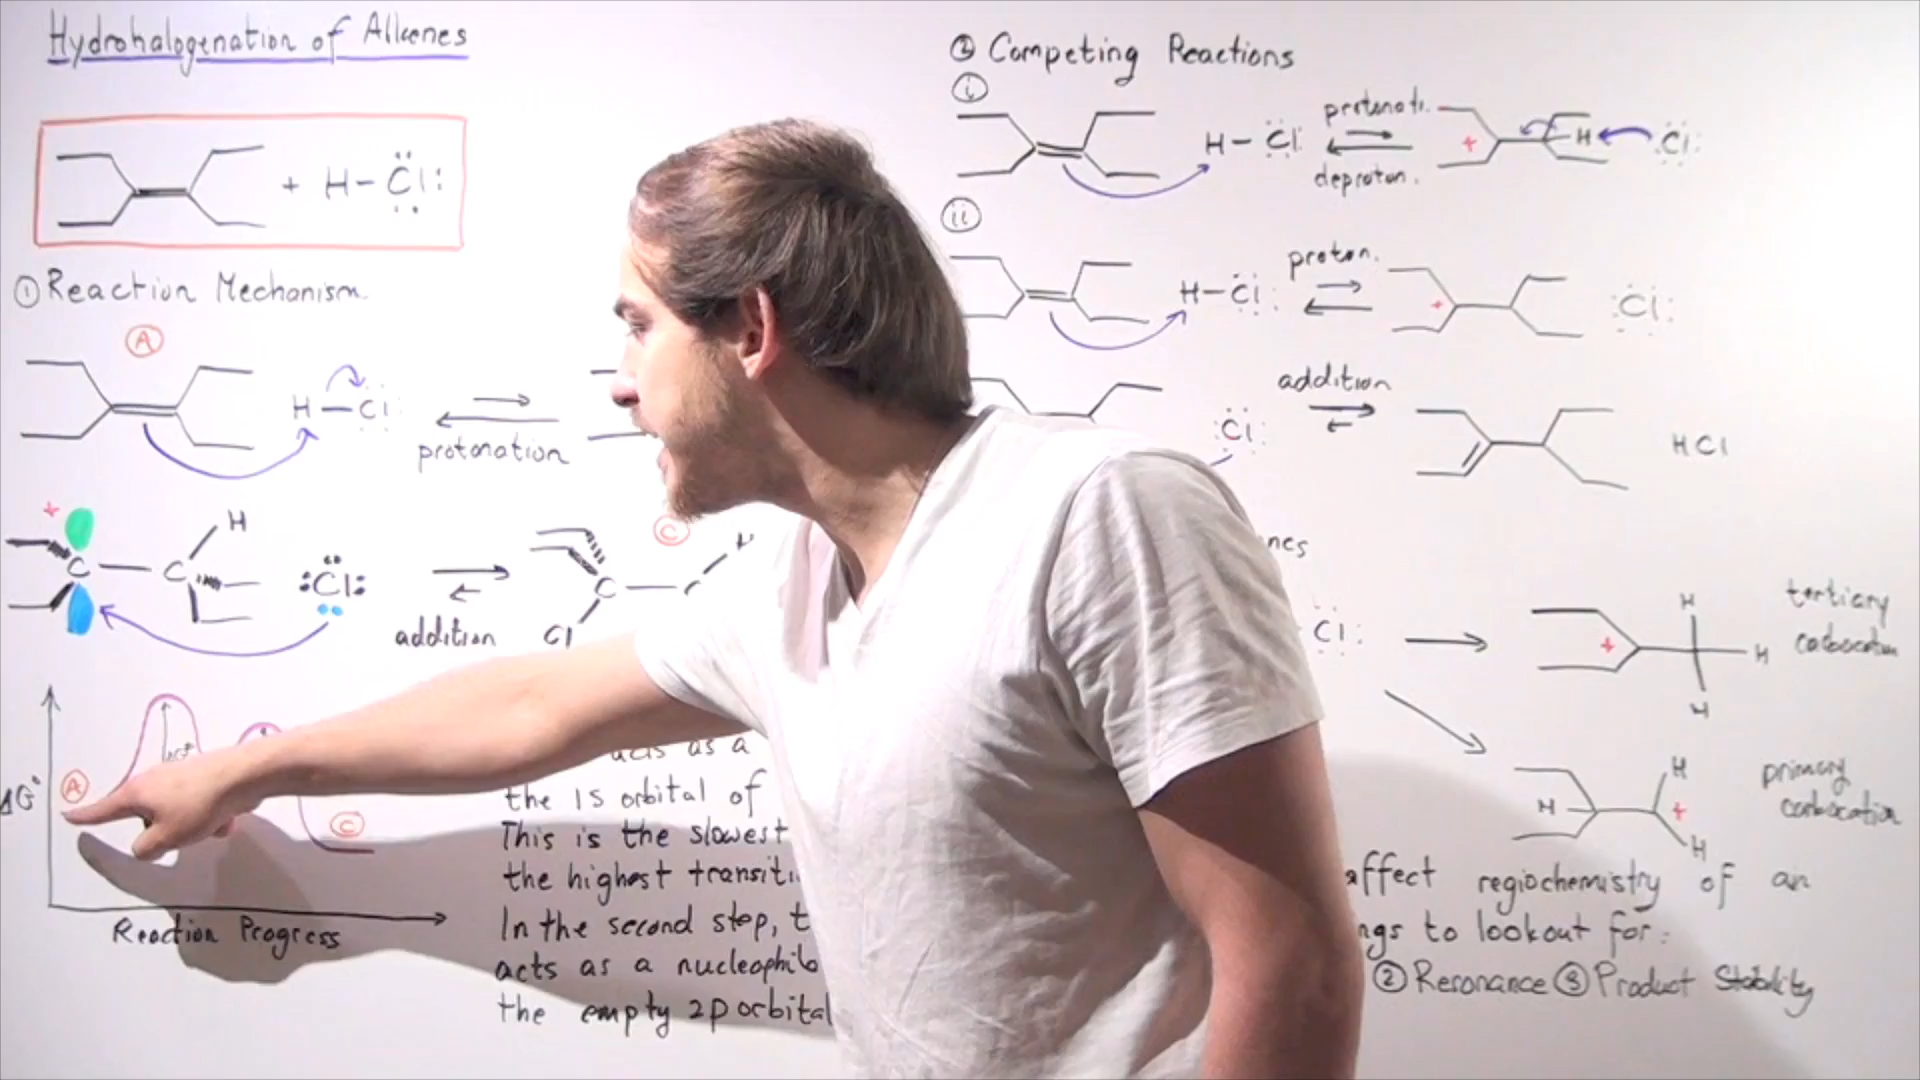 Hydrohalogenation of Alkenes
+ H-Cl
① Reaction Mechanism
A
H-Cl
protonation
+
C
C
H
Cl
addition
C
C
C
Cl
ΔG°
A
C
Reaction Progress
acts as a
the 1S orbital of
This is the slowest
the highest transiti
In the second step, t
acts as a nucleophile
the empty 2p orbital
② Competing Reactions
i
H-Cl
protonati.
deproton.
+
H
Cl
ii
H-Cl
proton.
+
Cl
Cl
addition
HCl
nes
Cl
+
H
H
H
tertiary
carbocation
H
H
+
H
primary
carbocation
affect regiochemistry of an
ngs to lookout for:
② Resonance ③ Product Stability